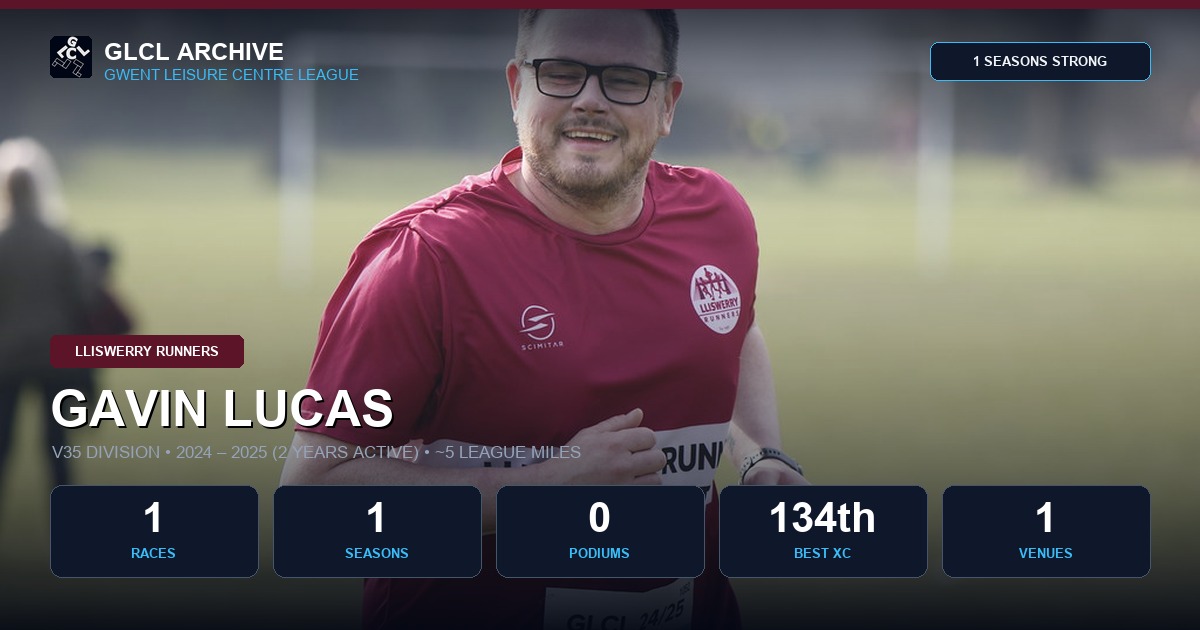 GLCL ARCHIVE
GWENT LEISURE CENTRE LEAGUE
1 SEASONS STRONG
LLISWERRY
RUNNERS
SCIMITAR
LLISWERRY RUNNERS
GAVIN LUCAS
V35 DIVISION • 2024 – 2025 (2 YEARS ACTIVE) • ~5 LEAGUE MILES
RUN
1
RACES
1
SEASONS
0
PODIUMS
134th
BEST XC
1
VENUES
GLCL 24/25